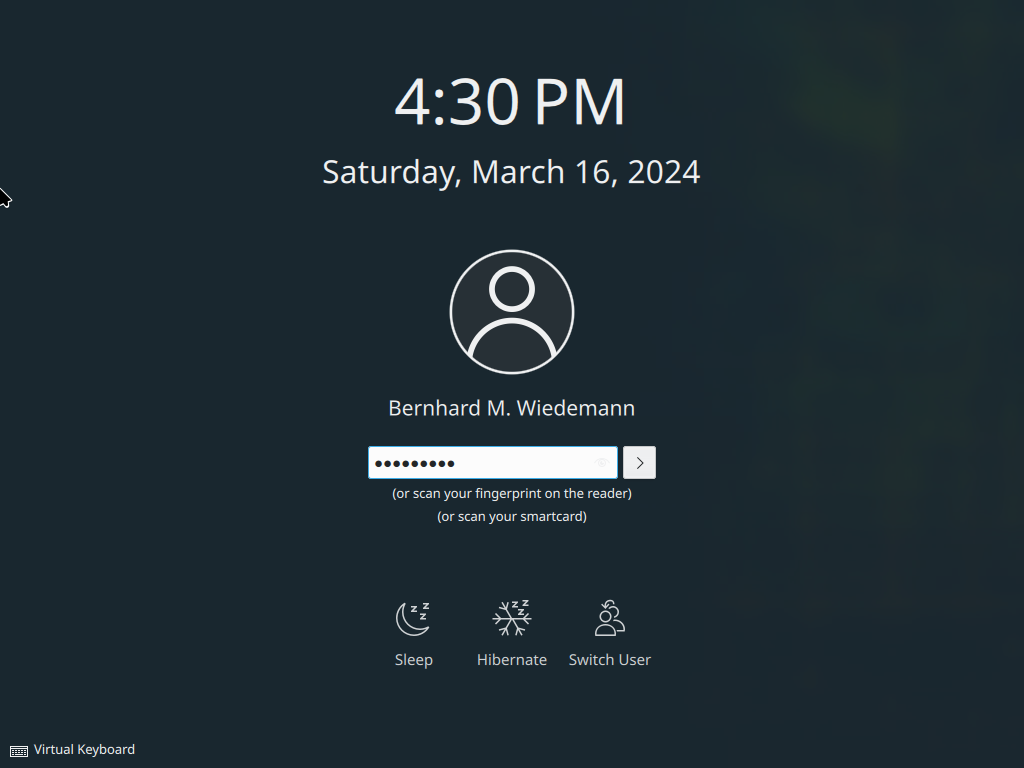 4:30 PM
Saturday, March 16, 2024
Bernhard M. Wiedemann
●●●●●●●●●
(or scan your fingerprint on the reader)
(or scan your smartcard)
Sleep
Hibernate
Switch User
Virtual Keyboard